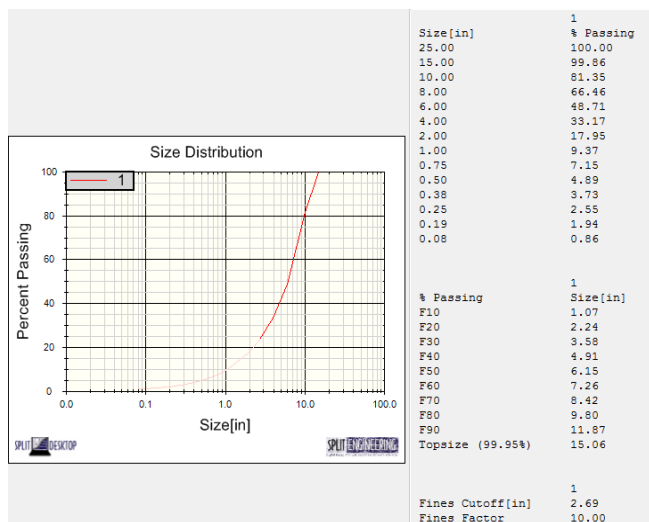 Size Distribution
1
Percent Passing
100
80
60
40
20
0
0.0 0.1 1.0 10.0 100.0
Size[in]
SPLIT DESKTOP
SPLIT ENGINEERING
1
Size[in] % Passing
25.00 100.00
15.00 99.86
10.00 81.35
8.00 66.46
6.00 48.71
4.00 33.17
2.00 17.95
1.00 9.37
0.75 7.15
0.50 4.89
0.38 3.73
0.25 2.55
0.19 1.94
0.08 0.86
1
% Passing Size[in]
F10 1.07
F20 2.24
F30 3.58
F40 4.91
F50 6.15
F60 7.26
F70 8.42
F80 9.80
F90 11.87
Topsize (99.95%) 15.06
1
Fines Cutoff[in] 2.69
Fines Factor 10.00